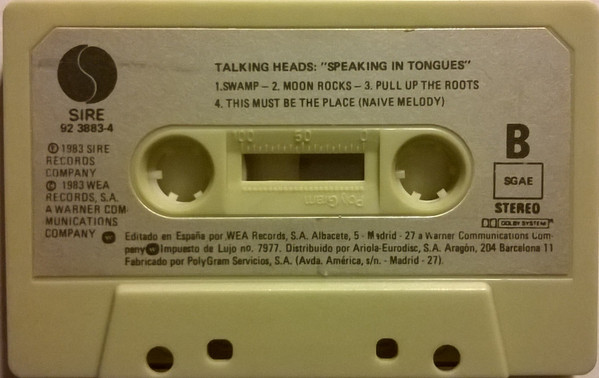 TALKING HEADS: "SPEAKING IN TONGUES"
1.SWAMP – 2. MOON ROCKS – 3. PULL UP THE ROOTS
4. THIS MUST BE THE PLACE (NAIVE MELODY)
SIRE
92 3883-4
Ⓟ 1983 SIRE
RECORDS
COMPANY
© 1983 WEA
RECORDS, S.A.
A WARNER COM-
MUNICATIONS
COMPANY
100 50 0
PolyGram
B
SGAE
STEREO
DOLBY SYSTEM
Editado en España por WEA Records, S.A. Albacete, 5 - Madrid - 27 a Warner Communications Com-
pany Impuesto de Lujo no. 7977. Distribuido por Ariola-Eurodisc, S.A. Aragón, 204 Barcelona 11
Fabricado por PolyGram Servicios, S.A. (Avda. América, s/n. - Madrid - 27).